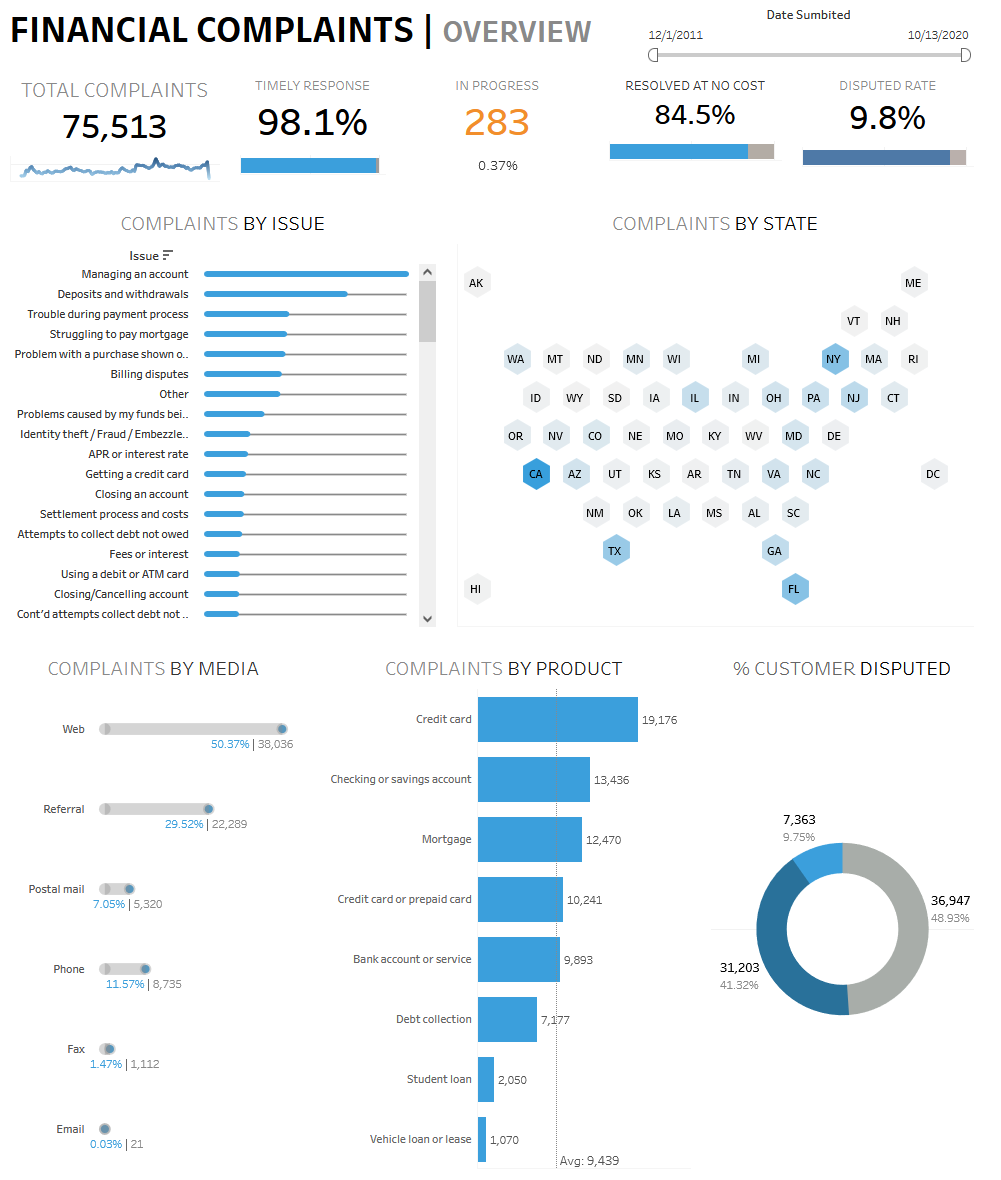 FINANCIAL COMPLAINTS | OVERVIEW
Date Sumbited
12/1/2011 10/13/2020
TOTAL COMPLAINTS
75,513
TIMELY RESPONSE
98.1%
IN PROGRESS
283
0.37%
RESOLVED AT NO COST
84.5%
DISPUTED RATE
9.8%
COMPLAINTS BY ISSUE
Issue
Managing an account
Deposits and withdrawals
Trouble during payment process
Struggling to pay mortgage
Problem with a purchase shown o..
Billing disputes
Other
Problems caused by my funds bei..
Identity theft / Fraud / Embezzle..
APR or interest rate
Getting a credit card
Closing an account
Settlement process and costs
Attempts to collect debt not owed
Fees or interest
Using a debit or ATM card
Closing/Cancelling account
Cont'd attempts collect debt not ..
COMPLAINTS BY STATE
AK ME
VT NH
WA MT ND MN WI MI NY MA RI
ID WY SD IA IL IN OH PA NJ CT
OR NV CO NE MO KY WV MD DE
CA AZ UT KS AR TN VA NC DC
NM OK LA MS AL SC
TX GA
HI FL
COMPLAINTS BY MEDIA
Web
50.37% | 38,036
Referral
29.52% | 22,289
Postal mail
7.05% | 5,320
Phone
11.57% | 8,735
Fax
1.47% | 1,112
Email
0.03% | 21
COMPLAINTS BY PRODUCT
Credit card 19,176
Checking or savings account 13,436
Mortgage 12,470
Credit card or prepaid card 10,241
Bank account or service 9,893
Debt collection 7,177
Student loan 2,050
Vehicle loan or lease 1,070
Avg: 9,439
% CUSTOMER DISPUTED
7,363
9.75%
36,947
48.93%
31,203
41.32%